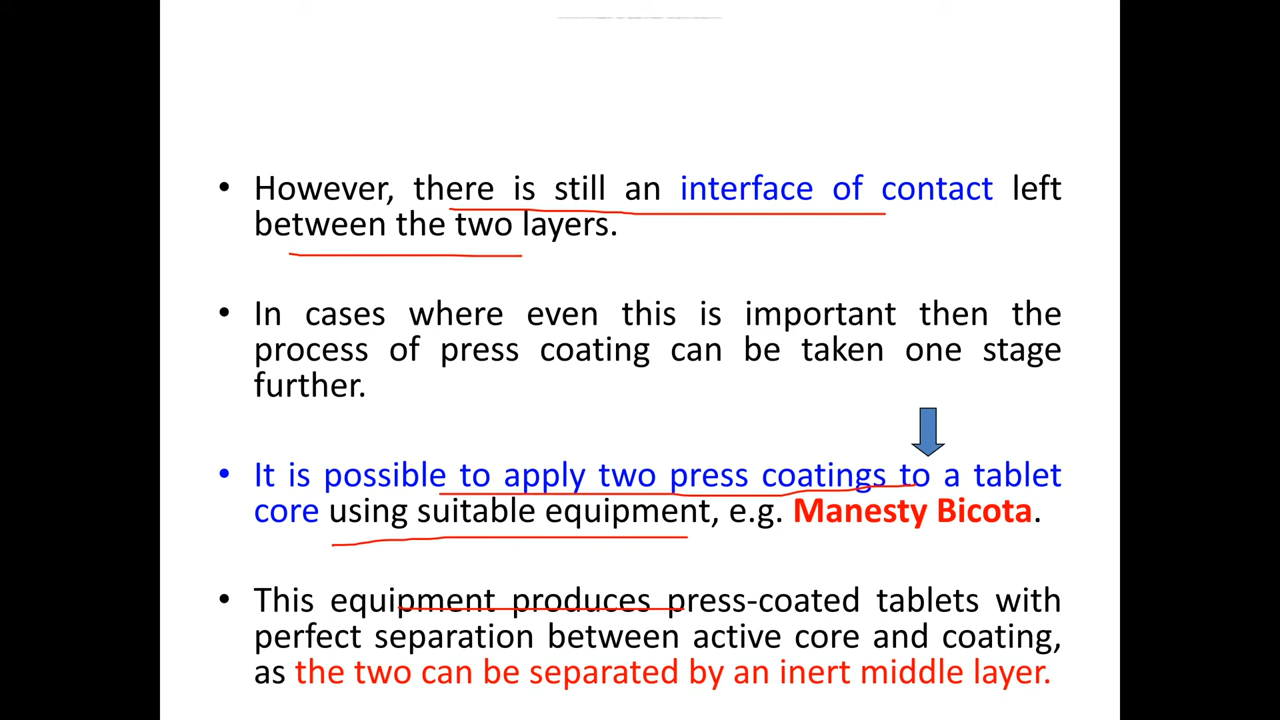 • However, there is still an interface of contact left
between the two layers.
• In cases where even this is important then the
process of press coating can be taken one stage
further.
• It is possible to apply two press coatings to a tablet
core using suitable equipment, e.g. Manesty Bicota.
• This equipment produces press-coated tablets with
perfect separation between active core and coating,
as the two can be separated by an inert middle layer.